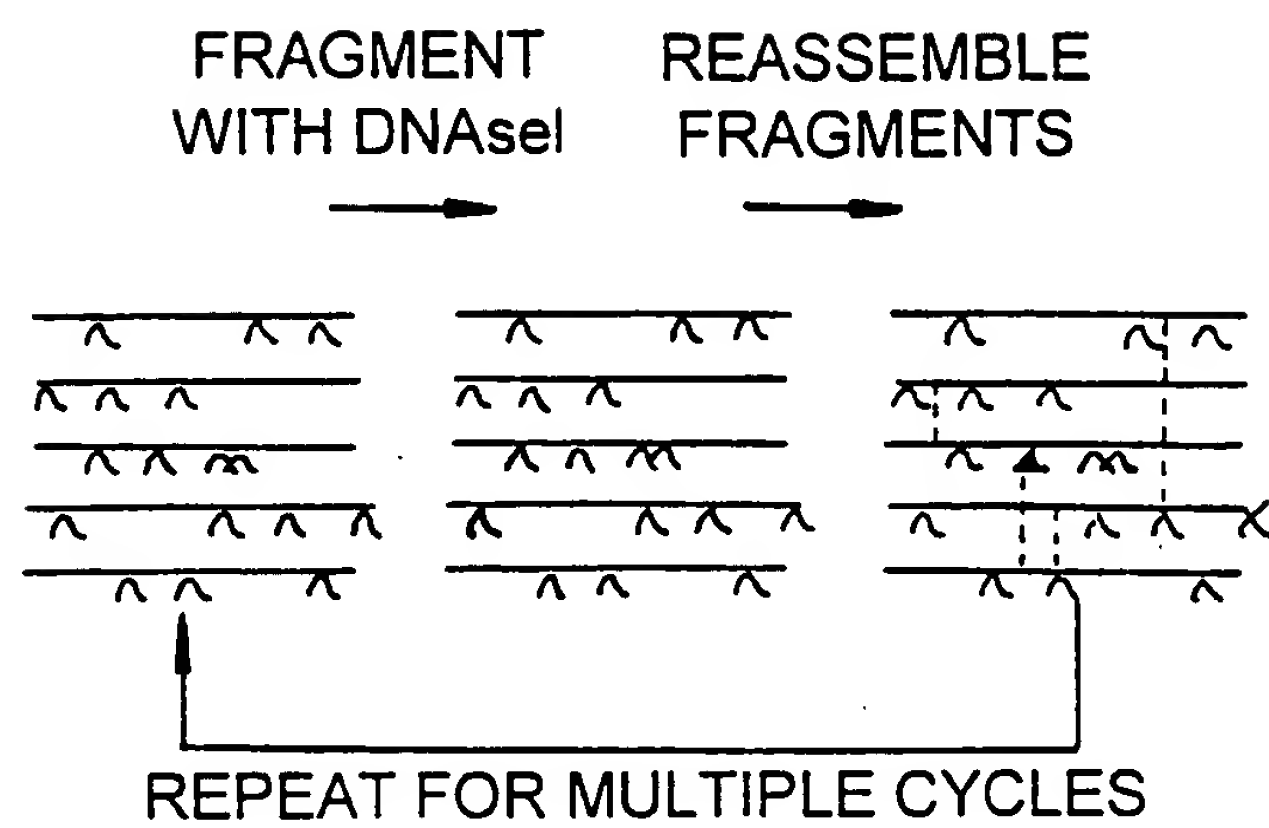 FRAGMENT
WITH DNAseI
REASSEMBLE
FRAGMENTS
REPEAT FOR MULTIPLE CYCLES